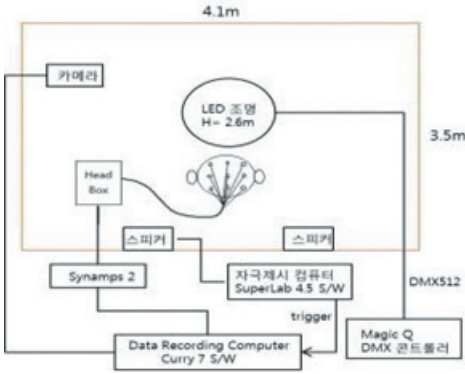 4.1m
카메라
LED 조명
H= 2.6m
3.5m
Head
Box
스피커
스피커
Synamps 2
자극제시 컴퓨터
SuperLab 4.5 S/W
DMX512
trigger
Data Recording Computer
Curry 7 S/W
Magic Q
DMX 콘트롤러